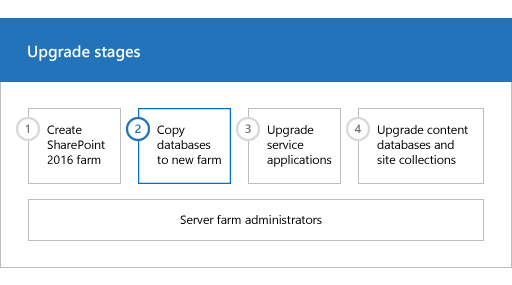 Upgrade stages
1
Create
SharePoint
2016 farm
2
Copy
databases
to new farm
3
Upgrade
service
applications
4
Upgrade content
databases and
site collections
Server farm administrators